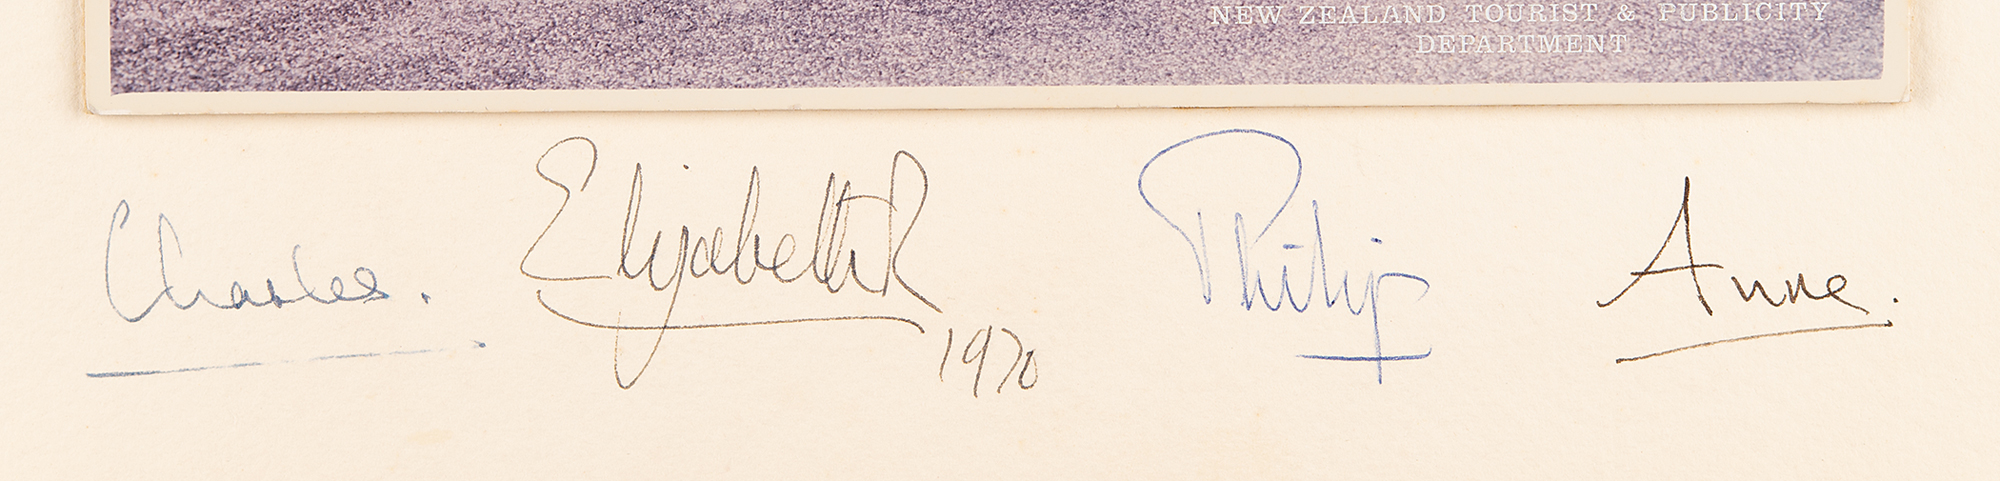 NEW ZEALAND TOURIST & PUBLICITY
DEPARTMENT
Charles. Elizabeth R Philip Anne.
1970